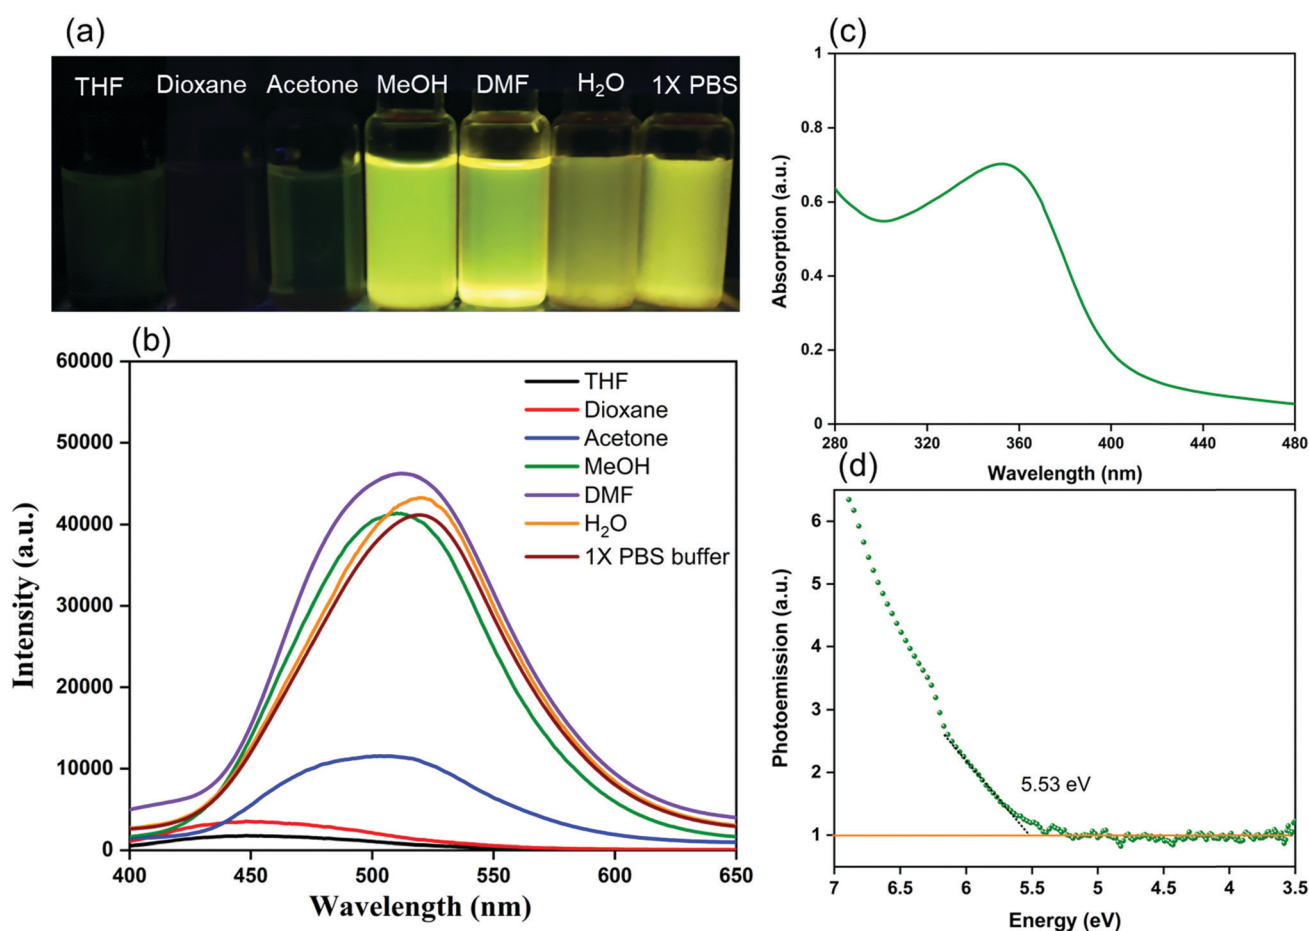 (a)
THF Dioxane Acetone MeOH DMF H₂O 1X PBS
(b)
60000
50000
40000
30000
20000
10000
0
400 450 500 550 600 650
Intensity (a.u.)
Wavelength (nm)
THF
Dioxane
Acetone
MeOH
DMF
H₂O
1X PBS buffer
(c)
1
0.8
0.6
0.4
0.2
0
280 320 360 400 440 480
Absorption (a.u.)
Wavelength (nm)
(d)
6
5
4
3
2
1
7 6.5 6 5.5 5 4.5 4 3.5
Photoemission (a.u.)
5.53 eV
Energy (eV)